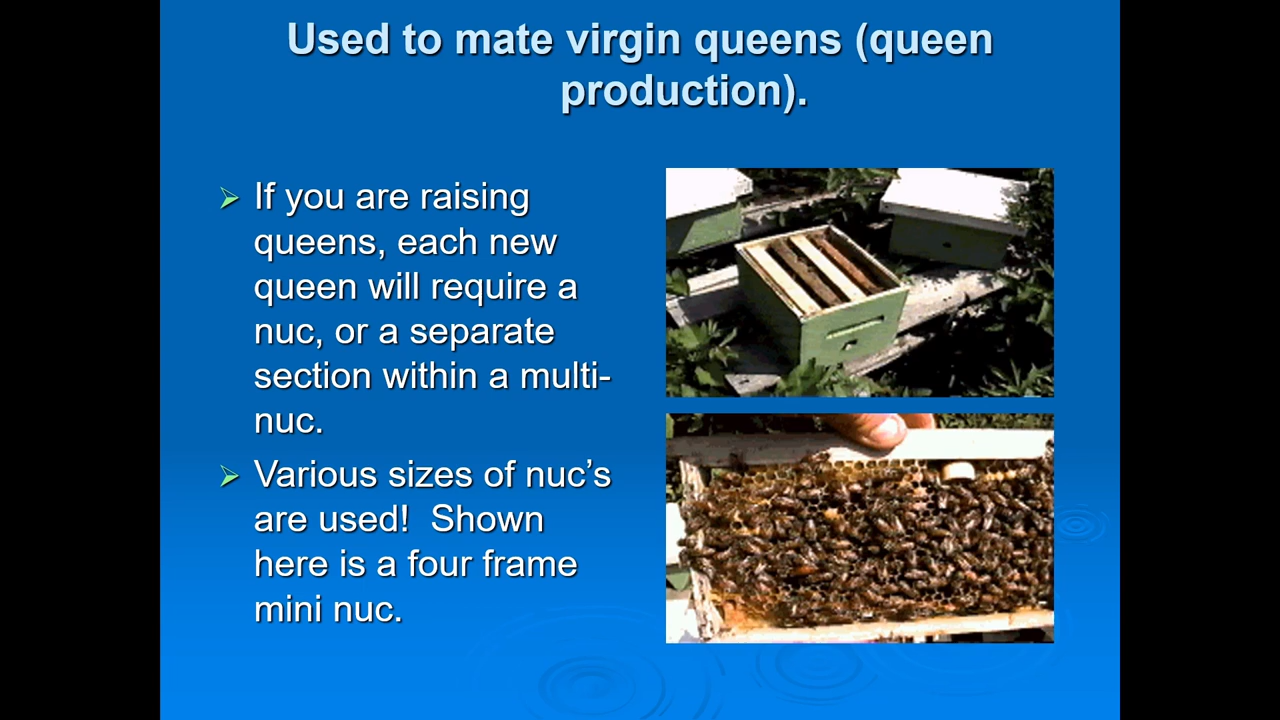 Used to mate virgin queens (queen
production).
If you are raising
queens, each new
queen will require a
nuc, or a separate
section within a multi-
nuc.
Various sizes of nuc's
are used!  Shown
here is a four frame
mini nuc.